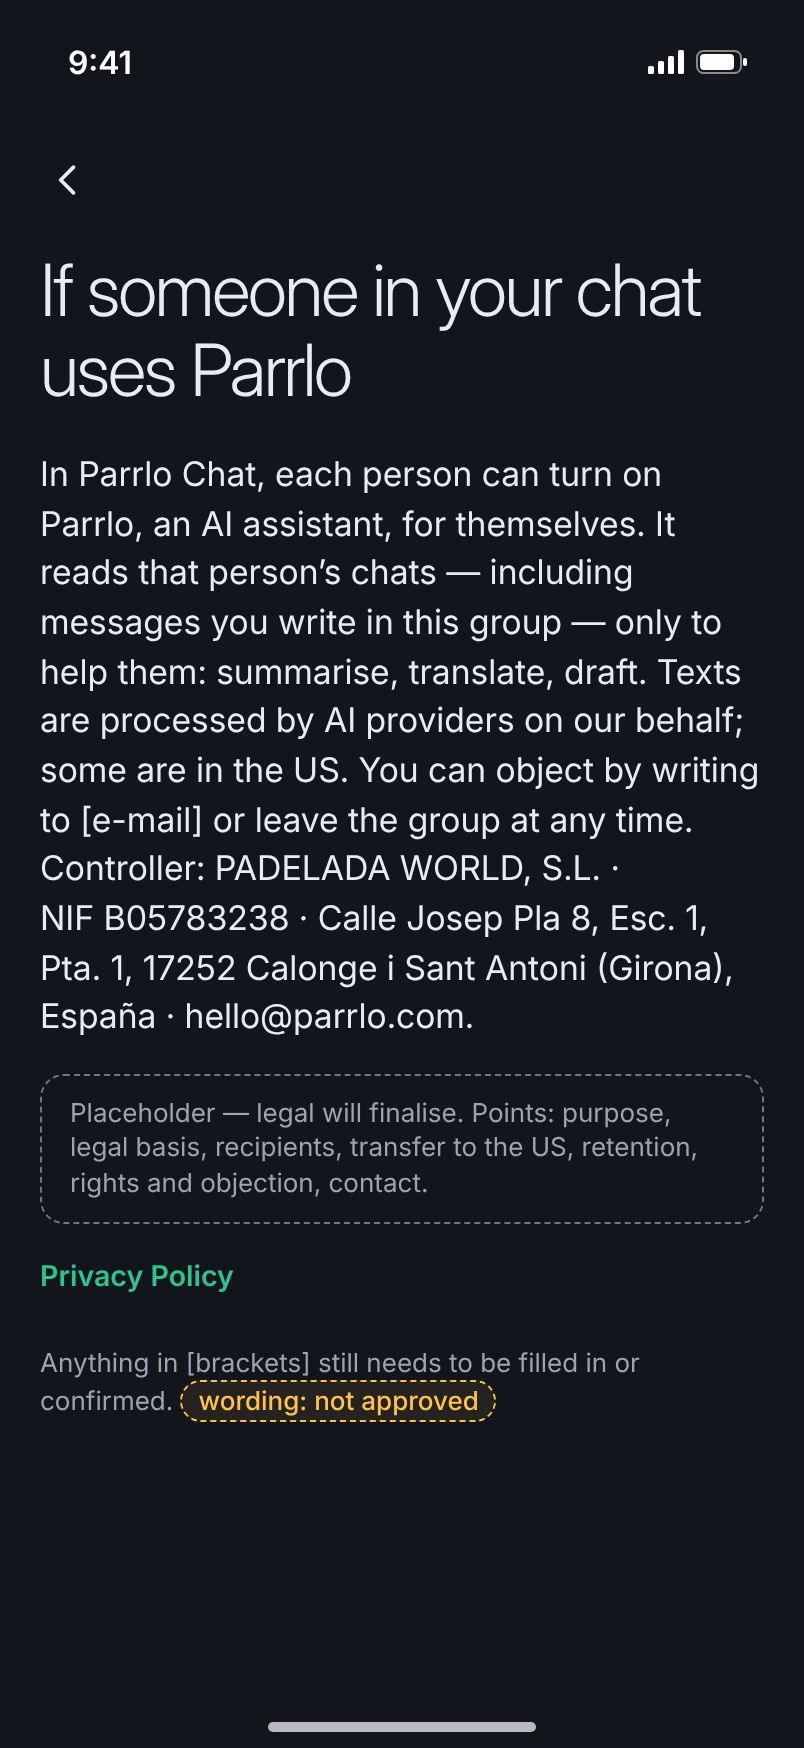 9:41
If someone in your chat
uses Parrlo
In Parrlo Chat, each person can turn on
Parrlo, an AI assistant, for themselves. It
reads that person’s chats — including
messages you write in this group — only to
help them: summarise, translate, draft. Texts
are processed by AI providers on our behalf;
some are in the US. You can object by writing
to [e-mail] or leave the group at any time.
Controller: PADELADA WORLD, S.L. ·
NIF B05783238 · Calle Josep Pla 8, Esc. 1,
Pta. 1, 17252 Calonge i Sant Antoni (Girona),
España · hello@parrlo.com.
Placeholder — legal will finalise. Points: purpose,
legal basis, recipients, transfer to the US, retention,
rights and objection, contact.
Privacy Policy
Anything in [brackets] still needs to be filled in or
confirmed. wording: not approved